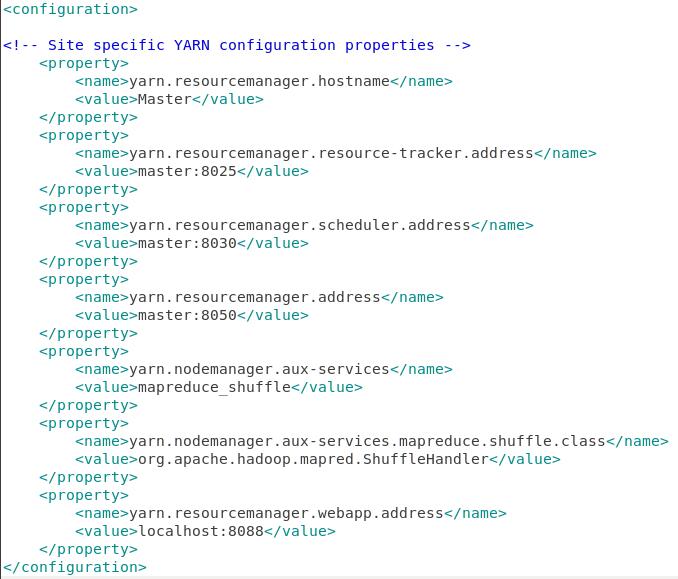 <configuration>

<!-- Site specific YARN configuration properties -->
    <property>
        <name>yarn.resourcemanager.hostname</name>
        <value>Master</value>
    </property>
    <property>
        <name>yarn.resourcemanager.resource-tracker.address</name>
        <value>master:8025</value>
    </property>
    <property>
        <name>yarn.resourcemanager.scheduler.address</name>
        <value>master:8030</value>
    </property>
    <property>
        <name>yarn.resourcemanager.address</name>
        <value>master:8050</value>
    </property>
    <property>
        <name>yarn.nodemanager.aux-services</name>
        <value>mapreduce_shuffle</value>
    </property>
    <property>
        <name>yarn.nodemanager.aux-services.mapreduce.shuffle.class</name>
        <value>org.apache.hadoop.mapred.ShuffleHandler</value>
    </property>
    <property>
        <name>yarn.resourcemanager.webapp.address</name>
        <value>localhost:8088</value>
    </property>
</configuration>